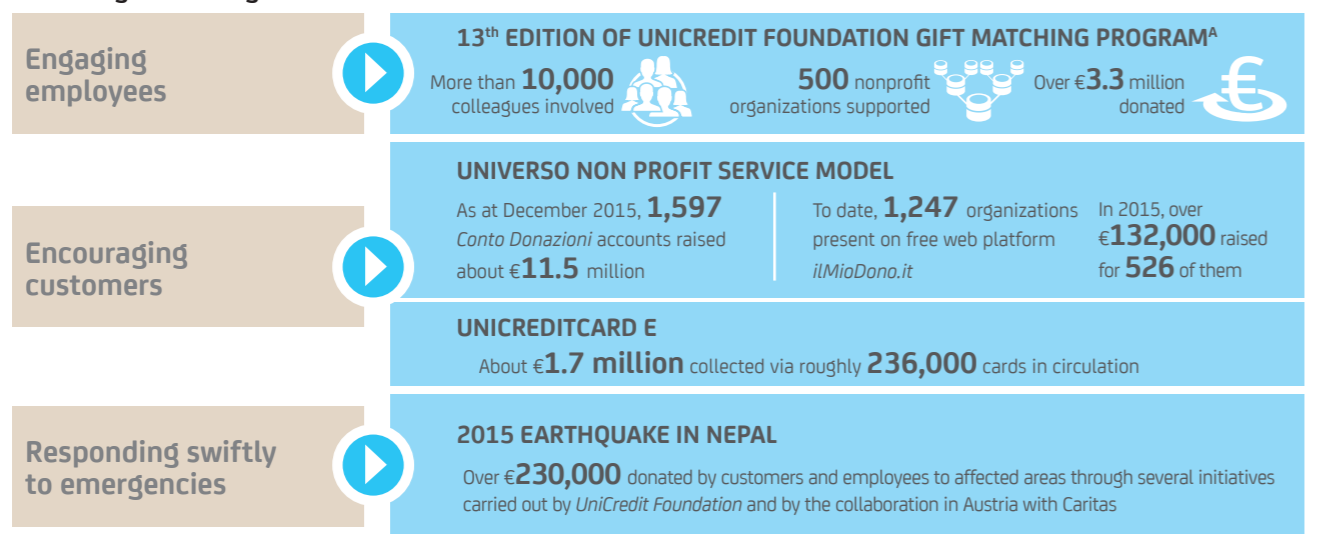 Engaging
employees
13th EDITION OF UNICREDIT FOUNDATION GIFT MATCHING PROGRAMA
More than 10,000
colleagues involved
500 nonprofit
organizations supported
Over €3.3 million
donated
Encouraging
customers
UNIVERSO NON PROFIT SERVICE MODEL
As at December 2015, 1,597
Conto Donazioni accounts raised
about €11.5 million
To date, 1,247 organizations
present on free web platform
ilMioDono.it
In 2015, over
€132,000 raised
for 526 of them
UNICREDITCARD E
About €1.7 million collected via roughly 236,000 cards in circulation
Responding swiftly
to emergencies
2015 EARTHQUAKE IN NEPAL
Over €230,000 donated by customers and employees to affected areas through several initiatives
carried out by UniCredit Foundation and by the collaboration in Austria with Caritas